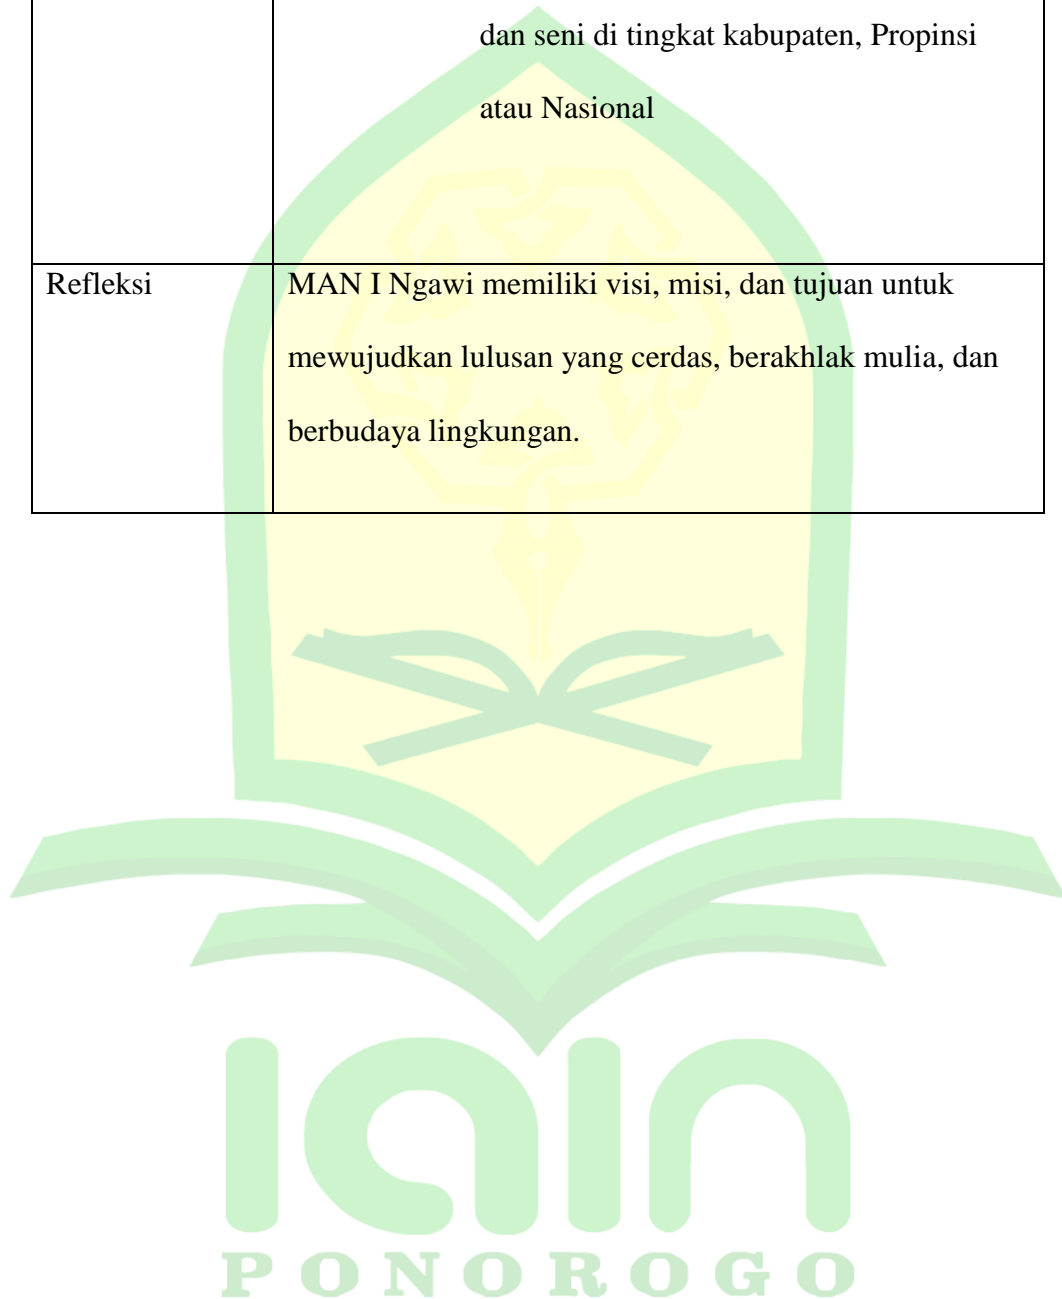 dan seni di tingkat kabupaten, Propinsi
atau Nasional
Refleksi
MAN I Ngawi memiliki visi, misi, dan tujuan untuk
mewujudkan lulusan yang cerdas, berakhlak mulia, dan
berbudaya lingkungan.
iain
PONOROGO